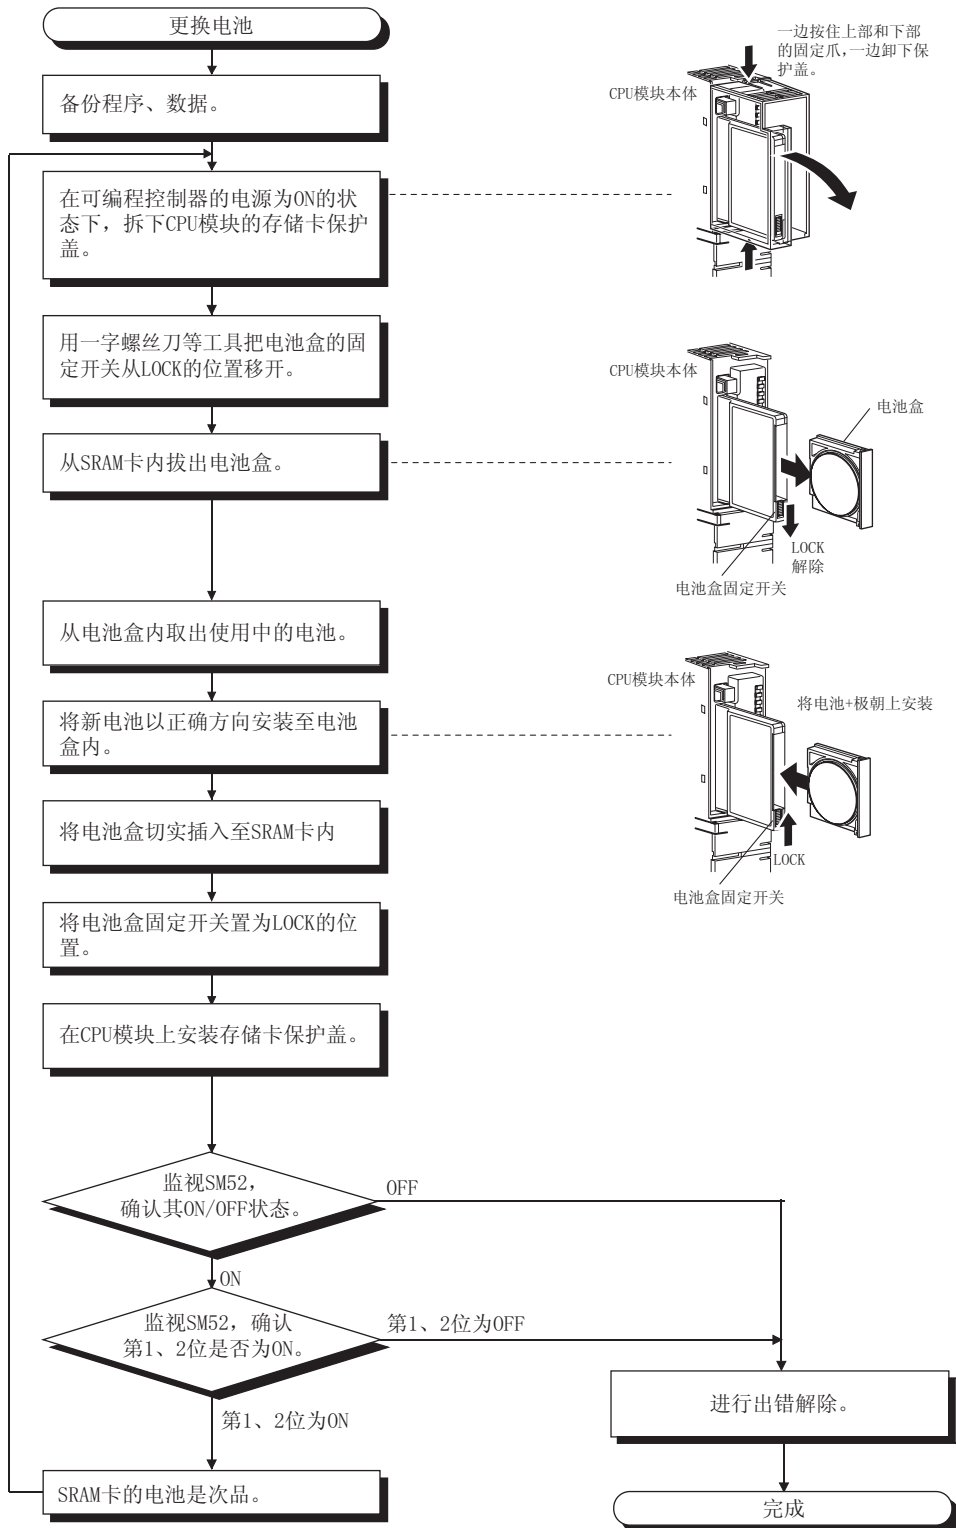 更换电池
备份程序、数据。
在可编程控制器的电源为ON的状
态下，拆下CPU模块的存储卡保护
盖。
一边按住上部和下部
的固定爪,一边卸下保
护盖。
CPU模块本体
用一字螺丝刀等工具把电池盒的固
定开关从LOCK的位置移开。
从SRAM卡内拔出电池盒。
CPU模块本体
电池盒
LOCK
解除
电池盒固定开关
从电池盒内取出使用中的电池。
将新电池以正确方向安装至电池
盒内。
CPU模块本体
将电池+极朝上安装
LOCK
电池盒固定开关
将电池盒切实插入至SRAM卡内
将电池盒固定开关置为LOCK的位
置。
在CPU模块上安装存储卡保护盖。
监视SM52，
确认其ON/OFF状态。
OFF
ON
监视SM52，确认
第1、2位是否为ON。
第1、2位为OFF
第1、2位为ON
SRAM卡的电池是次品。
进行出错解除。
完成